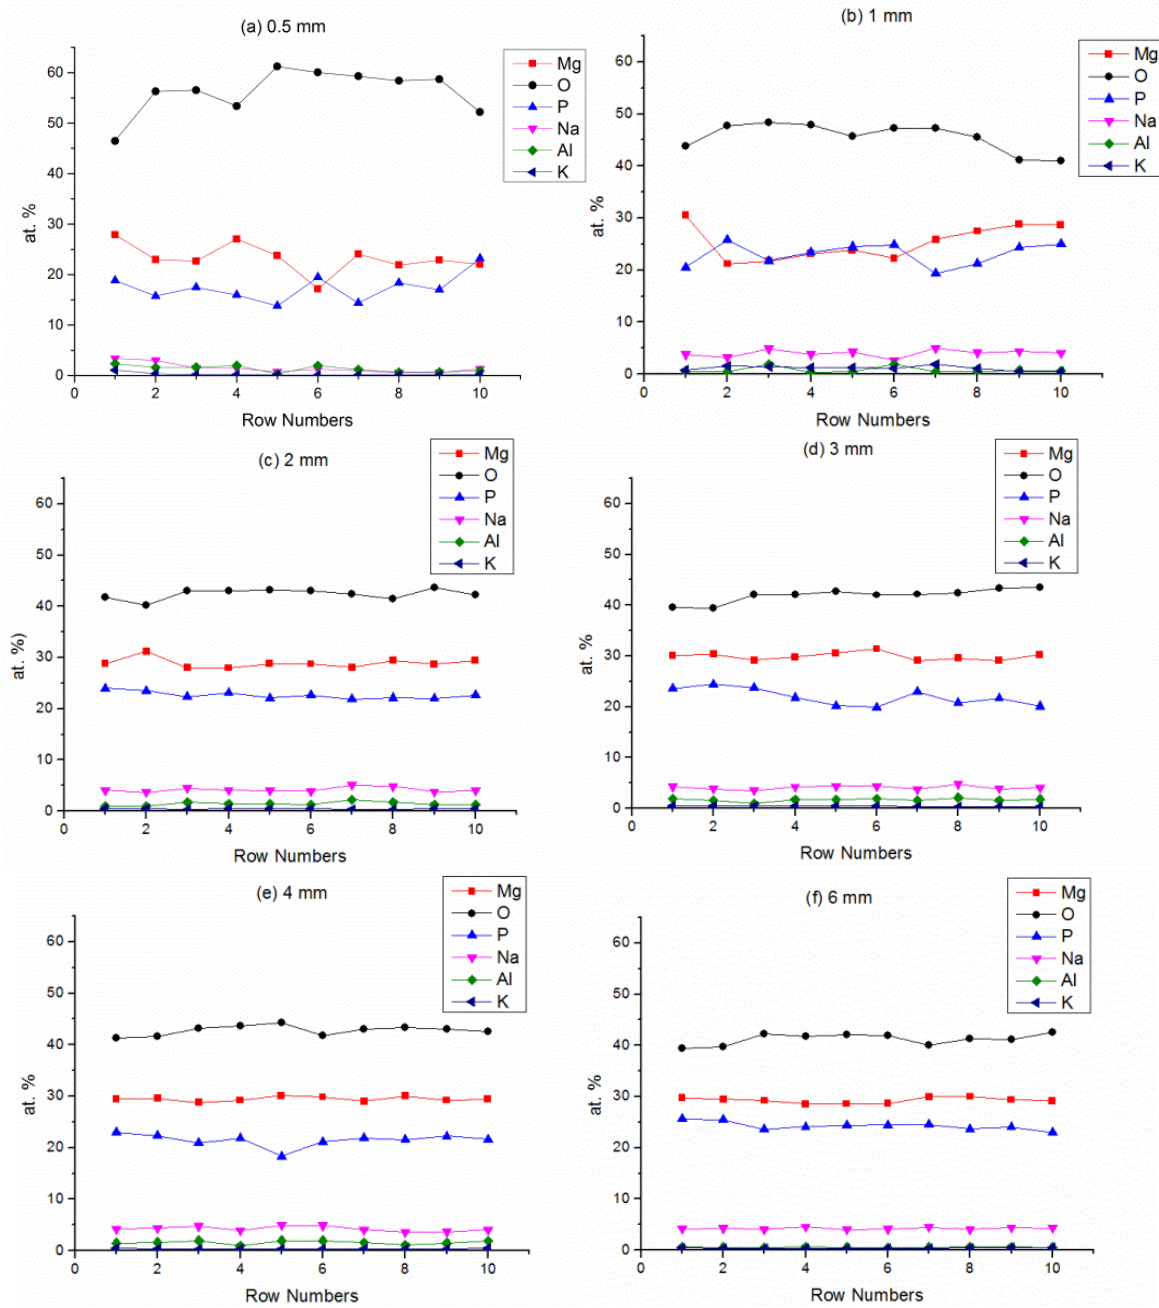 (a) 0.5 mm
Mg
O
P
Na
Al
K
60
50
40
30
20
10
0
at. %
0 2 4 6 8 10
Row Numbers
(b) 1 mm
Mg
O
P
Na
Al
K
60
50
40
30
20
10
0
at. %
0 2 4 6 8 10
Row Numbers
(c) 2 mm
Mg
O
P
Na
Al
K
60
50
40
30
20
10
0
at. %)
0 2 4 6 8 10
Row Numbers
(d) 3 mm
Mg
O
P
Na
Al
K
60
50
40
30
20
10
0
at. %
0 2 4 6 8 10
Row Numbers
(e) 4 mm
Mg
O
P
Na
Al
K
60
50
40
30
20
10
0
at. %
0 2 4 6 8 10
Row Numbers
(f) 6 mm
Mg
O
P
Na
Al
K
60
50
40
30
20
10
0
at. %
0 2 4 6 8 10
Row Numbers